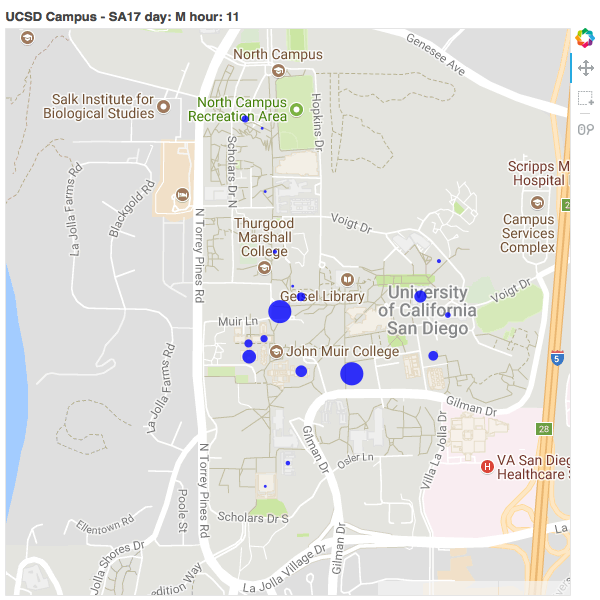 UCSD Campus - SA17 day: M hour: 11
Genesee Ave
North Campus
Salk Institute for
Biological Studies
North Campus
Recreation Area
Hopkins Dr
Scholars Dr N
Scripps M
Hospital
La Jolla Farms Rd
Blackgold Rd
2
Campus
Services
Complex
N Torrey Pines Rd
Thurgood
Marshall
College
Voigt Dr
Voigt Dr
Geisel Library
University
of California
San Diego
Muir Ln
John Muir College
5
La Jolla Farms Rd
Gilman Dr
28
Gilman Dr
Villa La Jolla Dr
Osler Ln
N Torrey Pines Rd
H
VA San Dieg
Healthcare S
Poole St
Ellentown Rd
Scholars Dr S
La
La Jolla Shores Dr
Gilman Dr
La Jolla Village Dr
edition Way